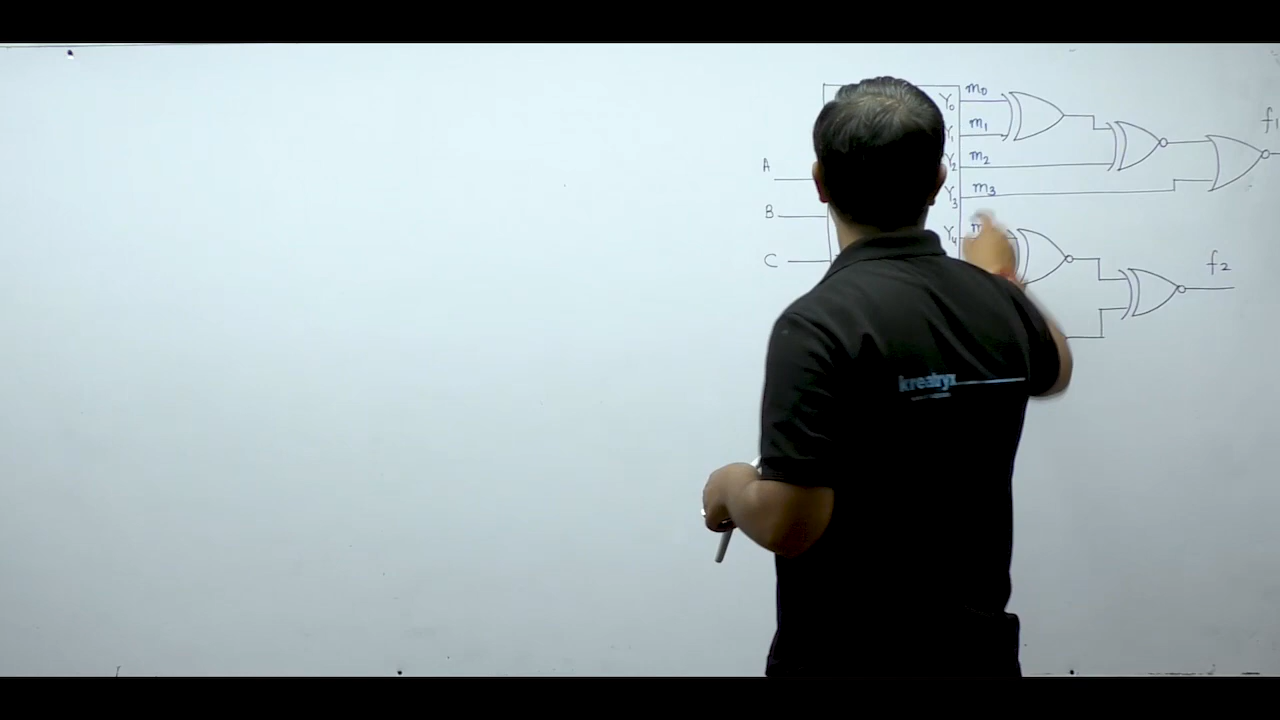 Y₀ m₀
Y₁ m₁
Y₂ m₂
Y₃ m₃
Y₄ m
A
B
C
f₁
f₂
kreatryx